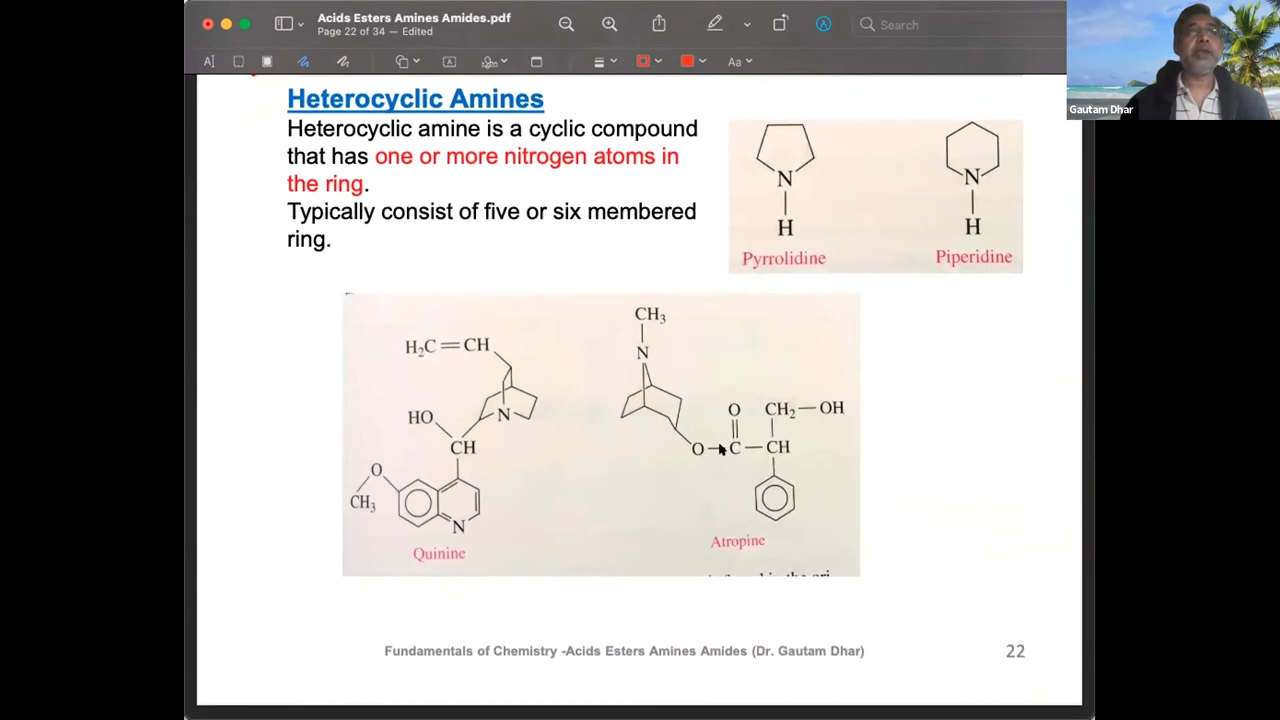 Acids Esters Amines Amides.pdf
Page 22 of 34 — Edited
Search
Aa
Gautam Dhar
Heterocyclic Amines
Heterocyclic amine is a cyclic compound
that has one or more nitrogen atoms in
the ring.
Typically consist of five or six membered
ring.
N
H
Pyrrolidine
N
H
Piperidine
H₂C=CH
HO
N
CH
O
CH₃
N
Quinine
CH₃
N
O CH₂—OH
O—C—CH
Atropine
Fundamentals of Chemistry -Acids Esters Amines Amides (Dr. Gautam Dhar)
22